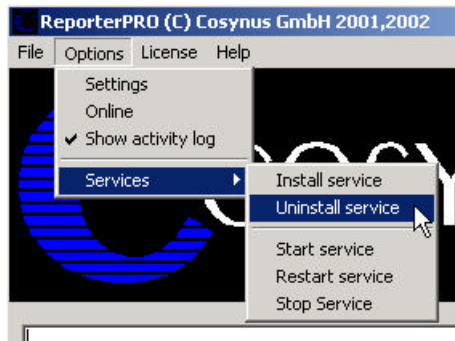 ReporterPRO (C) Cosynus GmbH 2001,2002
File Options License Help
Settings
Online
Show activity log
Services
Install service
Uninstall service
Start service
Restart service
Stop Service